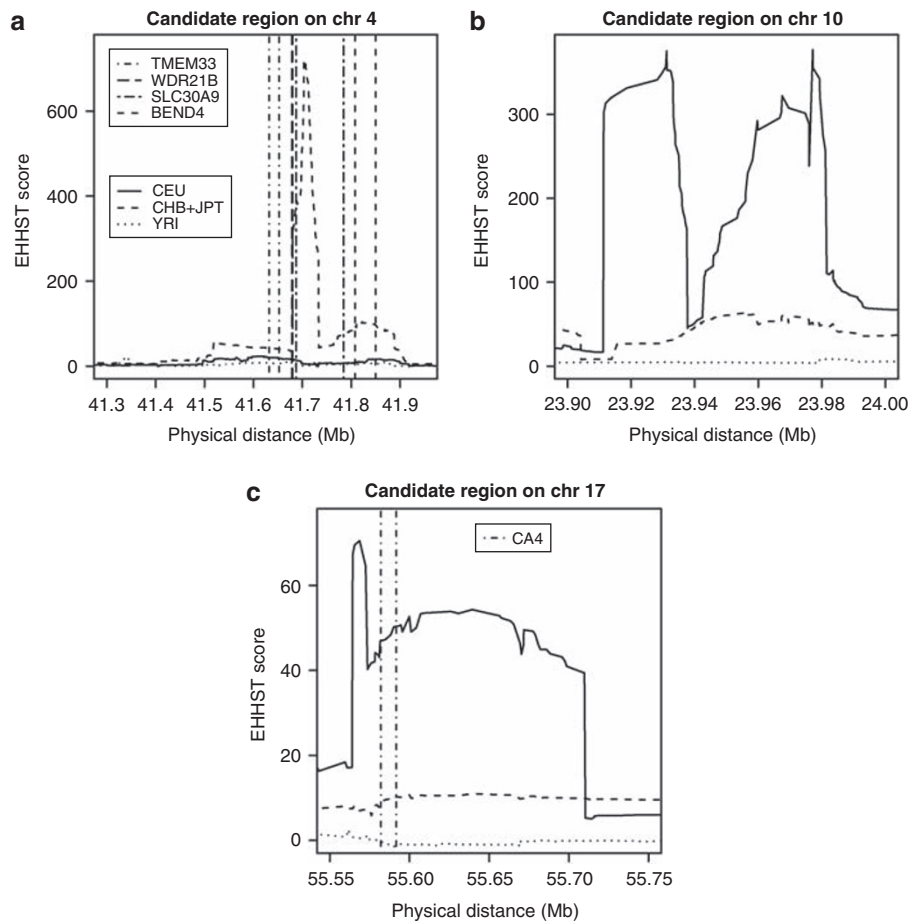 a
Candidate region on chr 4
TMEM33
WDR21B
SLC30A9
BEND4
CEU
CHB+JPT
YRI
EHHST score
600
400
200
0
41.3 41.4 41.5 41.6 41.7 41.8 41.9
Physical distance (Mb)
b
Candidate region on chr 10
EHHST score
300
200
100
0
23.90 23.92 23.94 23.96 23.98 24.00
Physical distance (Mb)
c
Candidate region on chr 17
CA4
EHHST score
60
40
20
0
55.55 55.60 55.65 55.70 55.75
Physical distance (Mb)